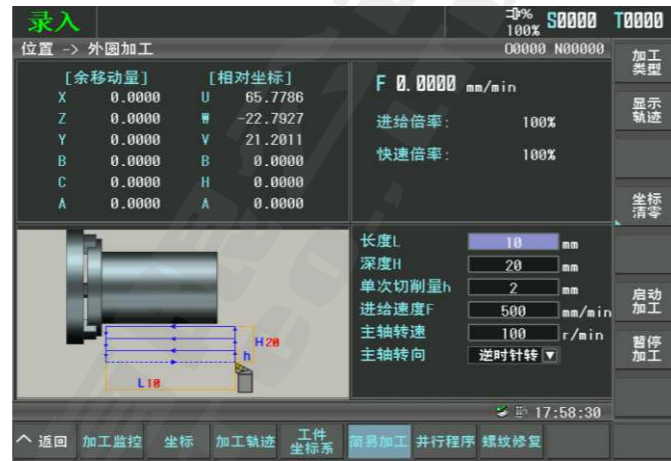 录入 100% S0000 T0000
位置 -> 外圆加工 O0000 N00000
[余移动量] [相对坐标]
X 0.0000 U 65.7786
Z 0.0000 W -22.7927
Y 0.0000 V 21.2011
B 0.0000 B 0.0000
C 0.0000 H 0.0000
A 0.0000 A 0.0000
F 0.0000 mm/min
进给倍率: 100%
快速倍率: 100%
加工类型
显示轨迹
坐标清零
启动加工
暂停加工
H20
h
L10
长度L 10 mm
深度H 20 mm
单次切削量h 2 mm
进给速度F 500 mm/min
主轴转速 100 r/min
主轴转向 逆时针转
17:58:30
返回 加工监控 坐标 加工轨迹 工件坐标系 简易加工 并行程序 螺纹修复